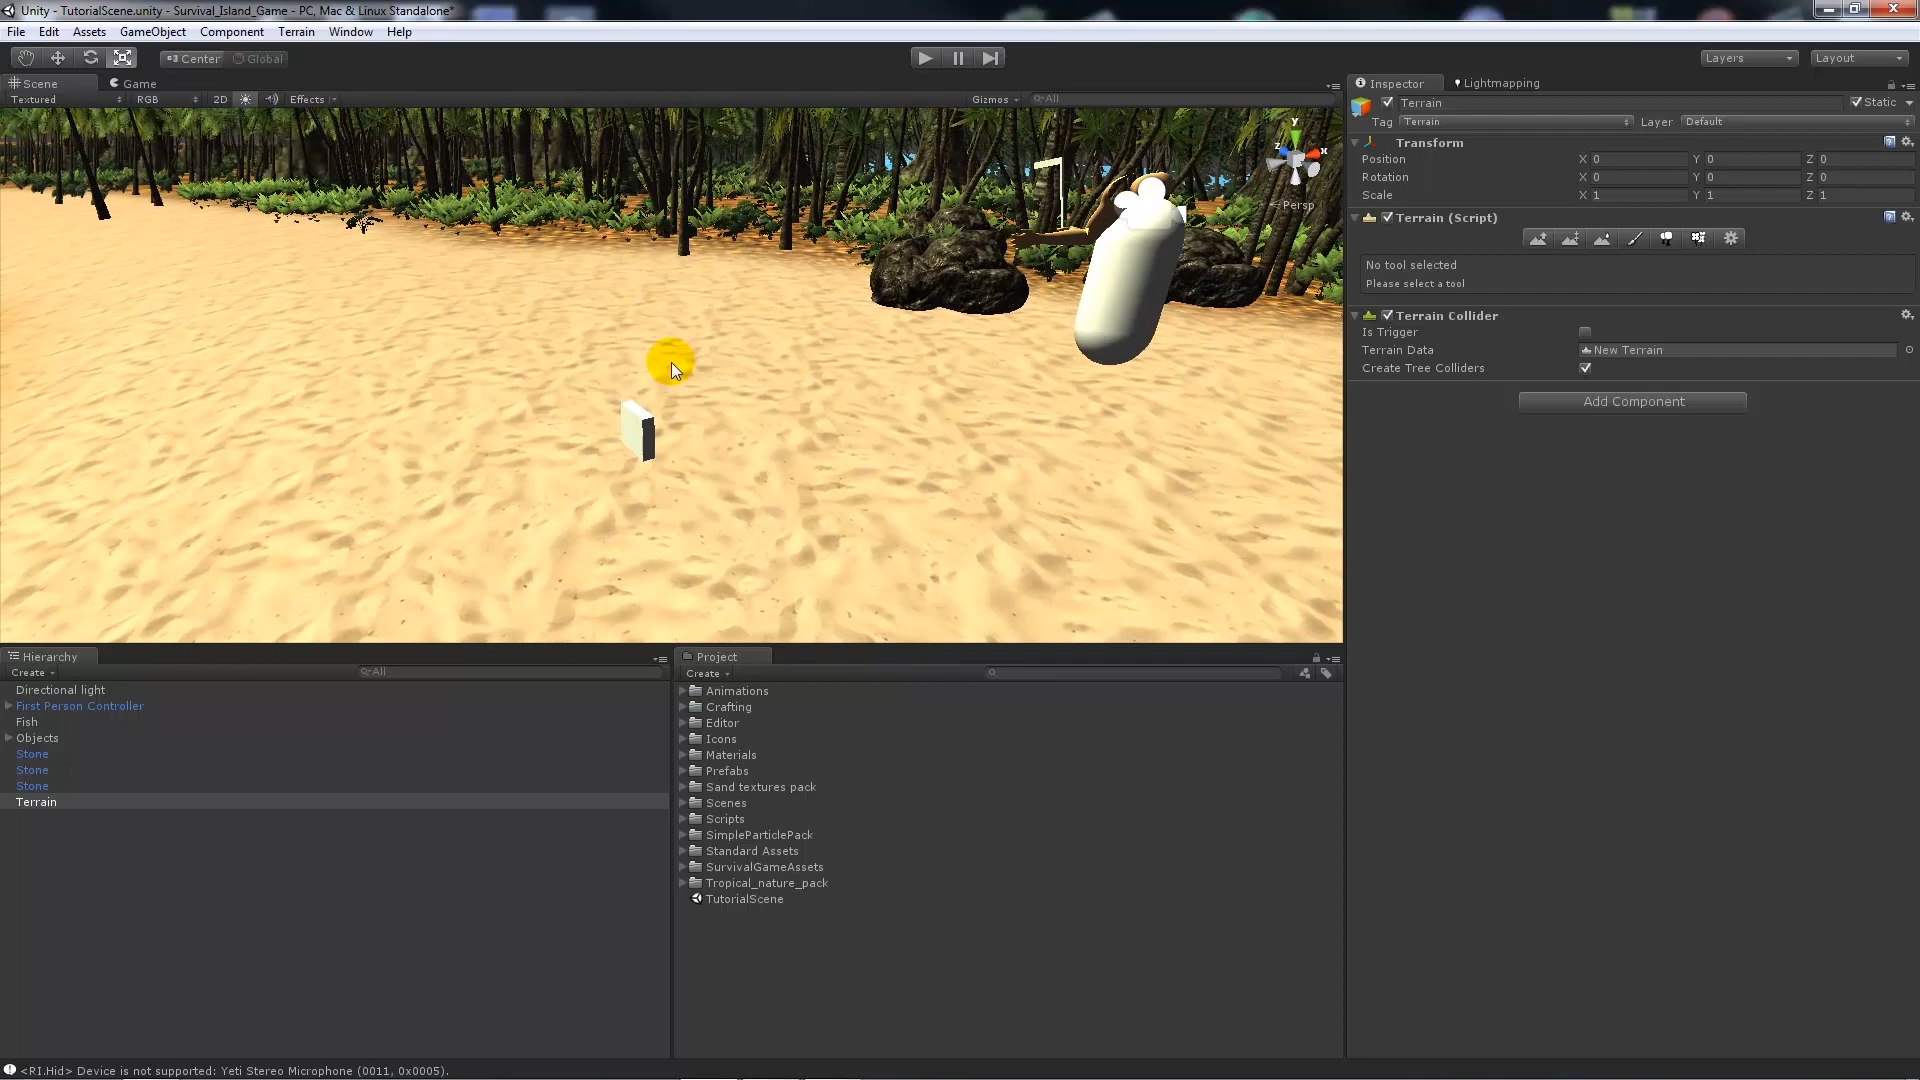 Unity - TutorialScene.unity - Survival_Island_Game - PC, Mac & Linux Standalone*
File Edit Assets GameObject Component Terrain Window Help
Center Global Layers Layout
Scene Game
Textured RGB 2D Effects Gizmos All
y
z x
Persp
Inspector Lightmapping
Terrain Static
Tag Terrain Layer Default
Transform
Position X 0 Y 0 Z 0
Rotation X 0 Y 0 Z 0
Scale X 1 Y 1 Z 1
Terrain (Script)
No tool selected
Please select a tool
Terrain Collider
Is Trigger
Terrain Data New Terrain
Create Tree Colliders
Add Component
Hierarchy
Create All
Directional light
First Person Controller
Fish
Objects
Stone
Stone
Stone
Terrain
Project
Create
Animations
Crafting
Editor
Icons
Materials
Prefabs
Sand textures pack
Scenes
Scripts
SimpleParticlePack
Standard Assets
SurvivalGameAssets
Tropical_nature_pack
TutorialScene
<RI.Hid> Device is not supported: Yeti Stereo Microphone (0011, 0x0005).